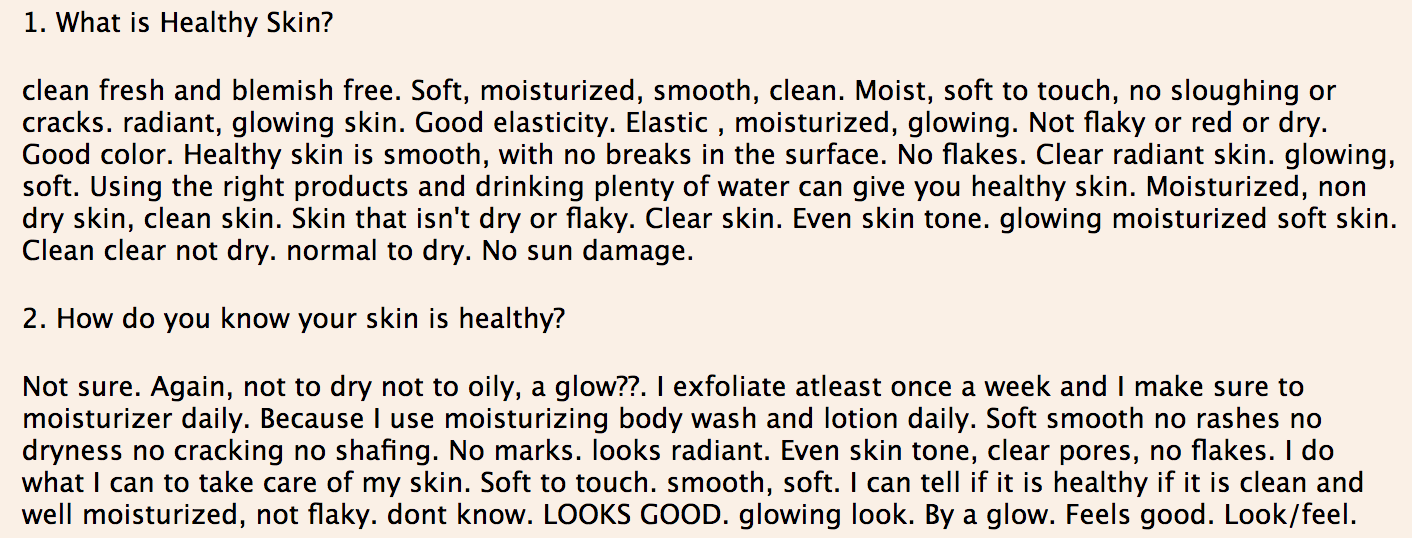 1. What is Healthy Skin?
clean fresh and blemish free. Soft, moisturized, smooth, clean. Moist, soft to touch, no sloughing or
cracks. radiant, glowing skin. Good elasticity. Elastic , moisturized, glowing. Not flaky or red or dry.
Good color. Healthy skin is smooth, with no breaks in the surface. No flakes. Clear radiant skin. glowing,
soft. Using the right products and drinking plenty of water can give you healthy skin. Moisturized, non
dry skin, clean skin. Skin that isn't dry or flaky. Clear skin. Even skin tone. glowing moisturized soft skin.
Clean clear not dry. normal to dry. No sun damage.
2. How do you know your skin is healthy?
Not sure. Again, not to dry not to oily, a glow??. I exfoliate atleast once a week and I make sure to
moisturizer daily. Because I use moisturizing body wash and lotion daily. Soft smooth no rashes no
dryness no cracking no shafing. No marks. looks radiant. Even skin tone, clear pores, no flakes. I do
what I can to take care of my skin. Soft to touch. smooth, soft. I can tell if it is healthy if it is clean and
well moisturized, not flaky. dont know. LOOKS GOOD. glowing look. By a glow. Feels good. Look/feel.